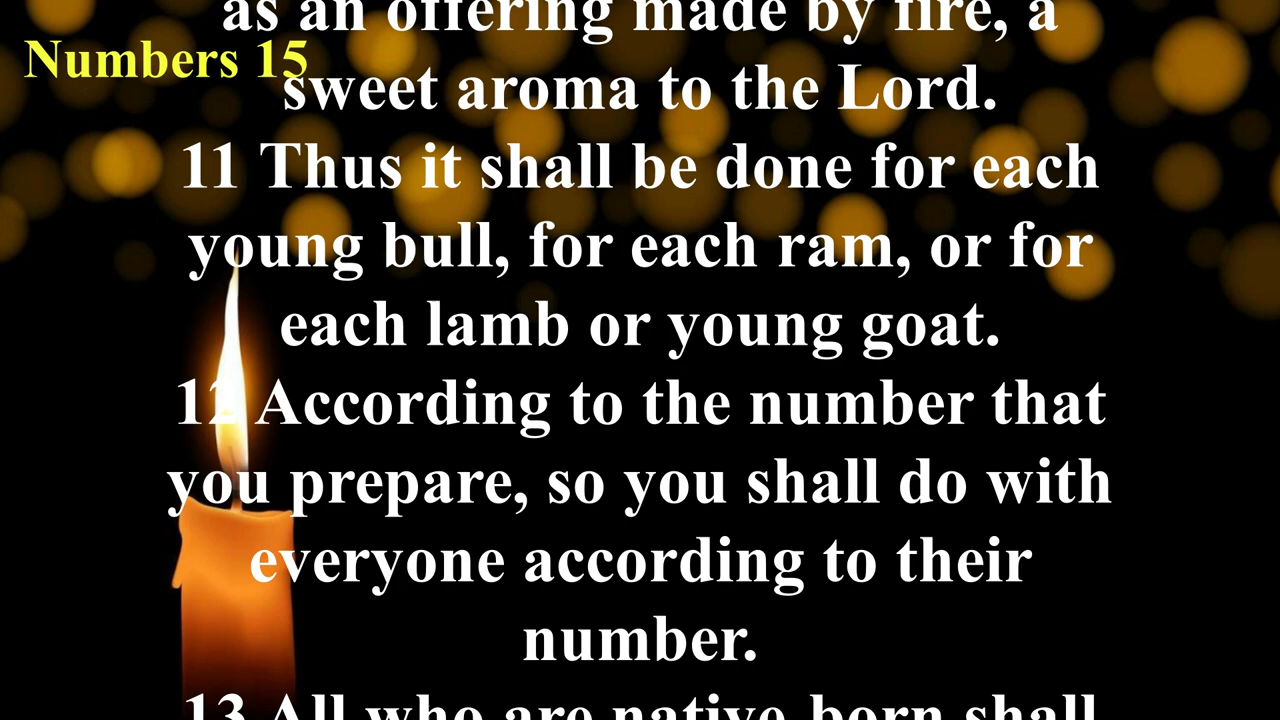 as an offering made by fire, a
Numbers 15
sweet aroma to the Lord.
11 Thus it shall be done for each
young bull, for each ram, or for
each lamb or young goat.
12 According to the number that
you prepare, so you shall do with
everyone according to their
number.
13 All who are native-born shall